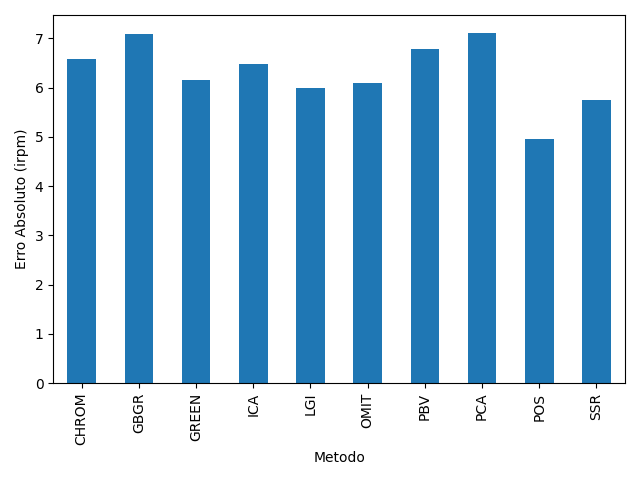 Erro Absoluto (irpm)
7
6
5
4
3
2
1
0
CHROM
GBGR
GREEN
ICA
LGI
OMIT
PBV
PCA
POS
SSR
Metodo